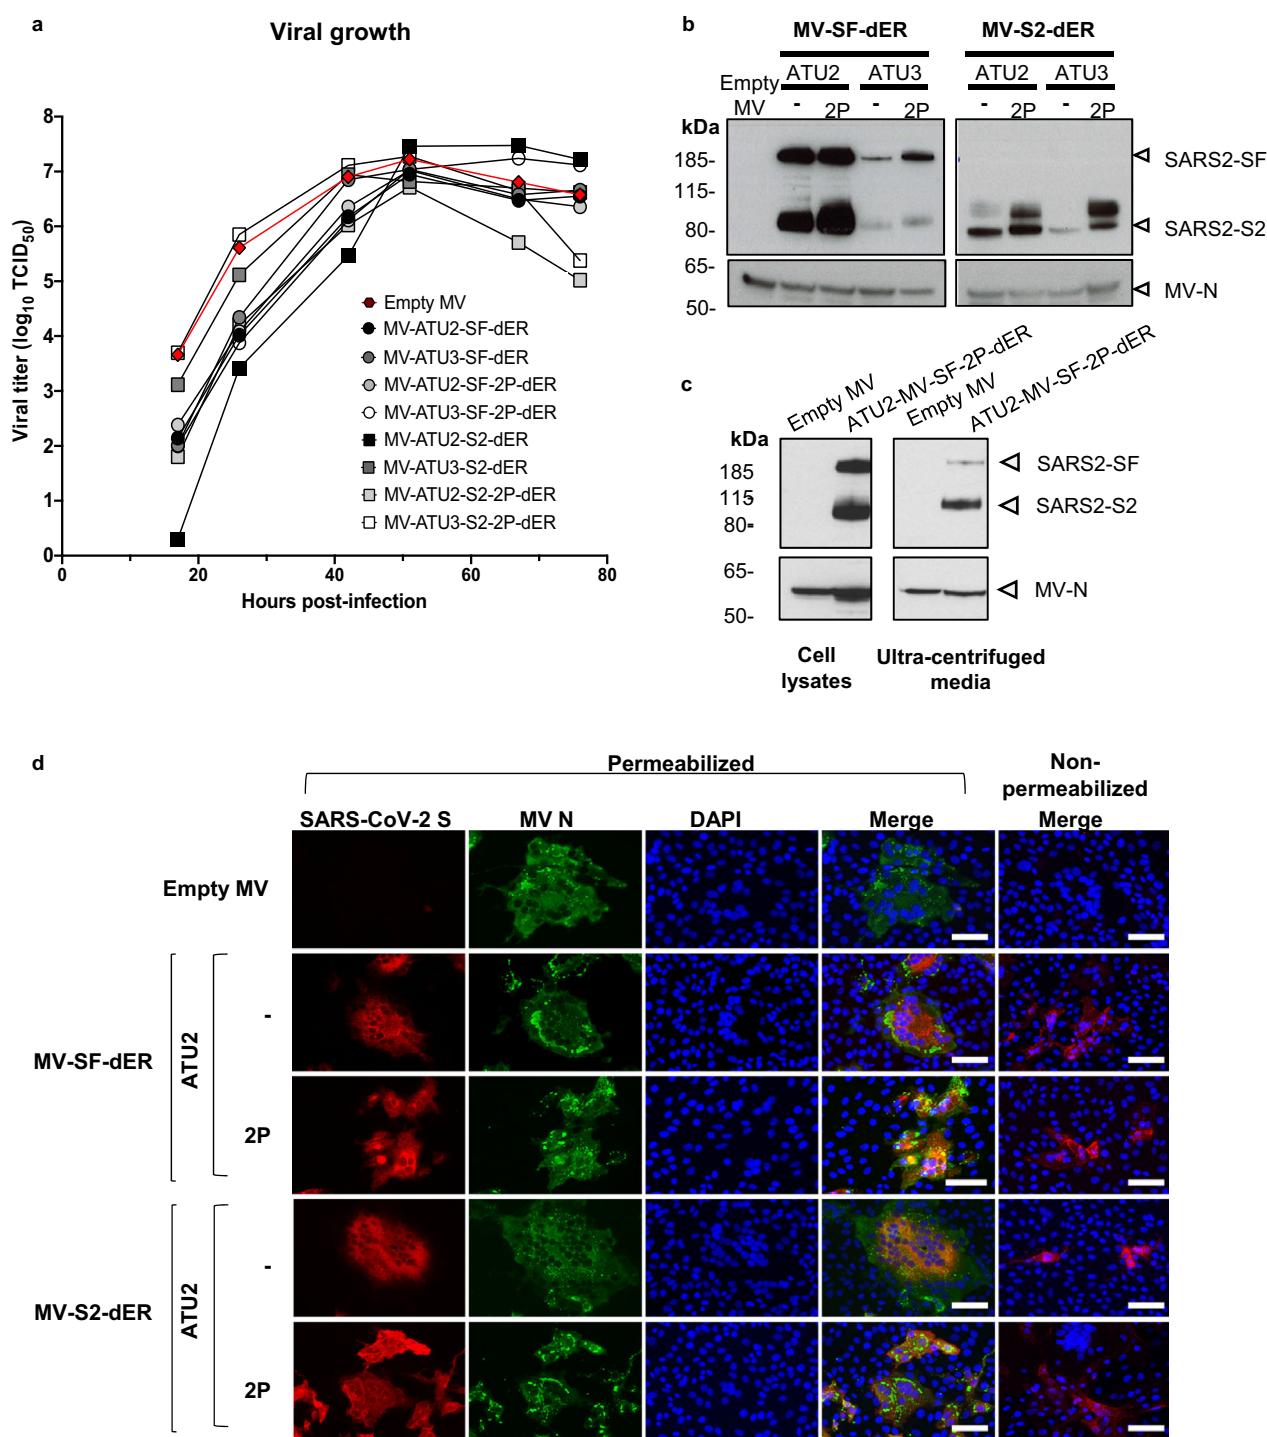 a
Viral growth
Viral titer (log10 TCID50)
8
7
6
5
4
3
2
1
0
0 20 40 60 80
Hours post-infection
Empty MV
MV-ATU2-SF-dER
MV-ATU3-SF-dER
MV-ATU2-SF-2P-dER
MV-ATU3-SF-2P-dER
MV-ATU2-S2-dER
MV-ATU3-S2-dER
MV-ATU2-S2-2P-dER
MV-ATU3-S2-2P-dER
b
MV-SF-dER MV-S2-dER
ATU2 ATU3 ATU2 ATU3
Empty MV - 2P - 2P - 2P - 2P
kDa
185-
115-
80-
65-
50-
SARS2-SF
SARS2-S2
MV-N
c
Empty MV
ATU2-MV-SF-2P-dER
Empty MV
ATU2-MV-SF-2P-dER
kDa
185
115-
80-
65-
50-
SARS2-SF
SARS2-S2
MV-N
Cell lysates
Ultra-centrifuged media
d
Permeabilized
Non-permeabilized
SARS-CoV-2 S MV N DAPI Merge Merge
Empty MV
MV-SF-dER
ATU2
-
2P
MV-S2-dER
ATU2
-
2P